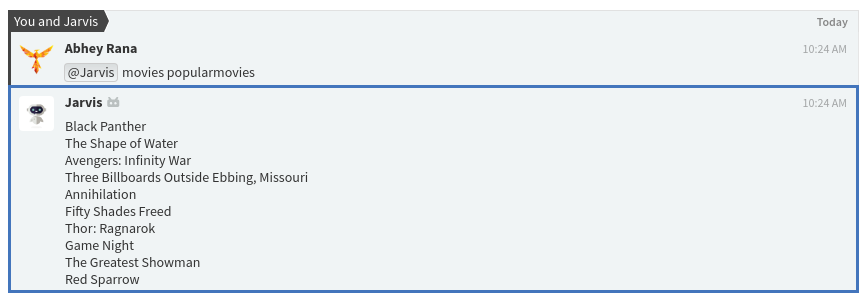 You and Jarvis Today
Abhey Rana 10:24 AM
@Jarvis movies popularmovies
Jarvis 10:24 AM
Black Panther
The Shape of Water
Avengers: Infinity War
Three Billboards Outside Ebbing, Missouri
Annihilation
Fifty Shades Freed
Thor: Ragnarok
Game Night
The Greatest Showman
Red Sparrow